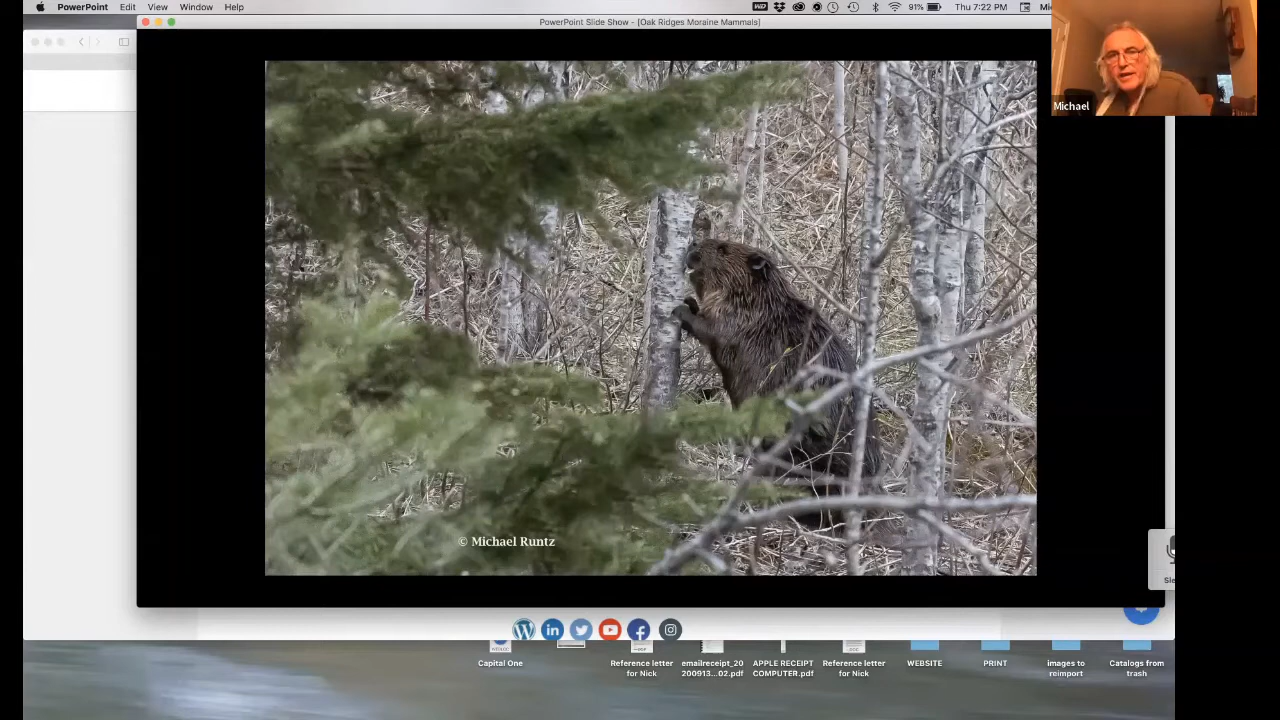 PowerPoint Edit View Window Help
91% Thu 7:22 PM Mi
PowerPoint Slide Show - [Oak Ridges Moraine Mammals]
Michael
© Michael Runtz
Capital One
Reference letter
for Nick
emailreceipt_20
200913...02.pdf
APPLE RECEIPT
COMPUTER.pdf
Reference letter
for Nick
WEBSITE
PRINT
images to
reimport
Catalogs from
trash